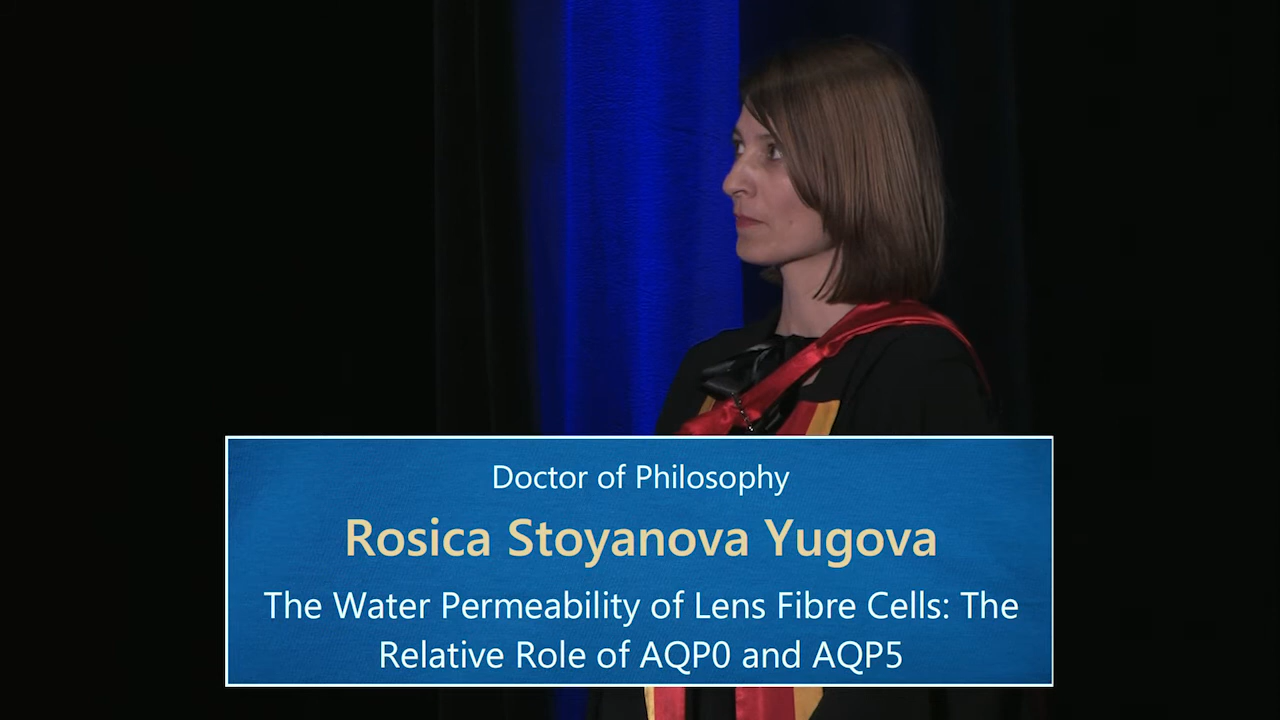 Doctor of Philosophy
Rosica Stoyanova Yugova
The Water Permeability of Lens Fibre Cells: The
Relative Role of AQP0 and AQP5